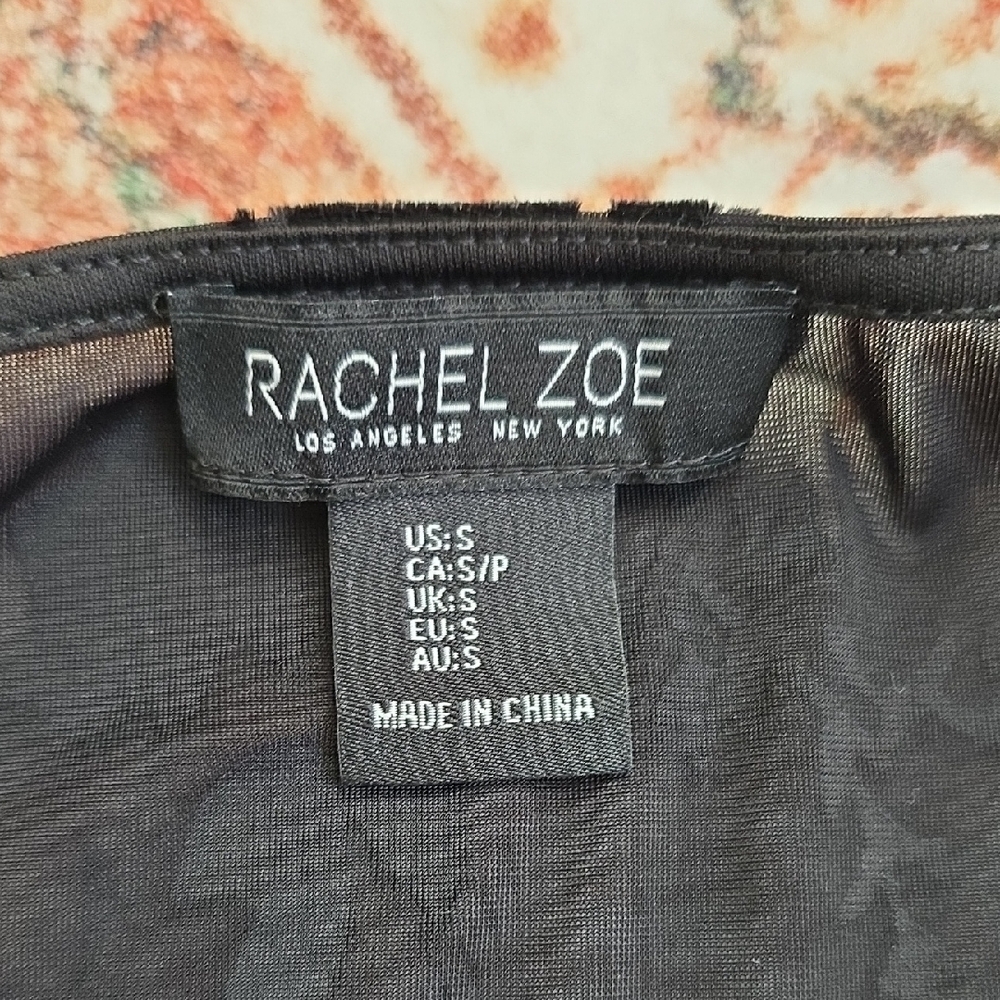 RACHEL ZOE
LOS ANGELES NEW YORK
US:S
CA:S/P
UK:S
EU:S
AU:S
MADE IN CHINA